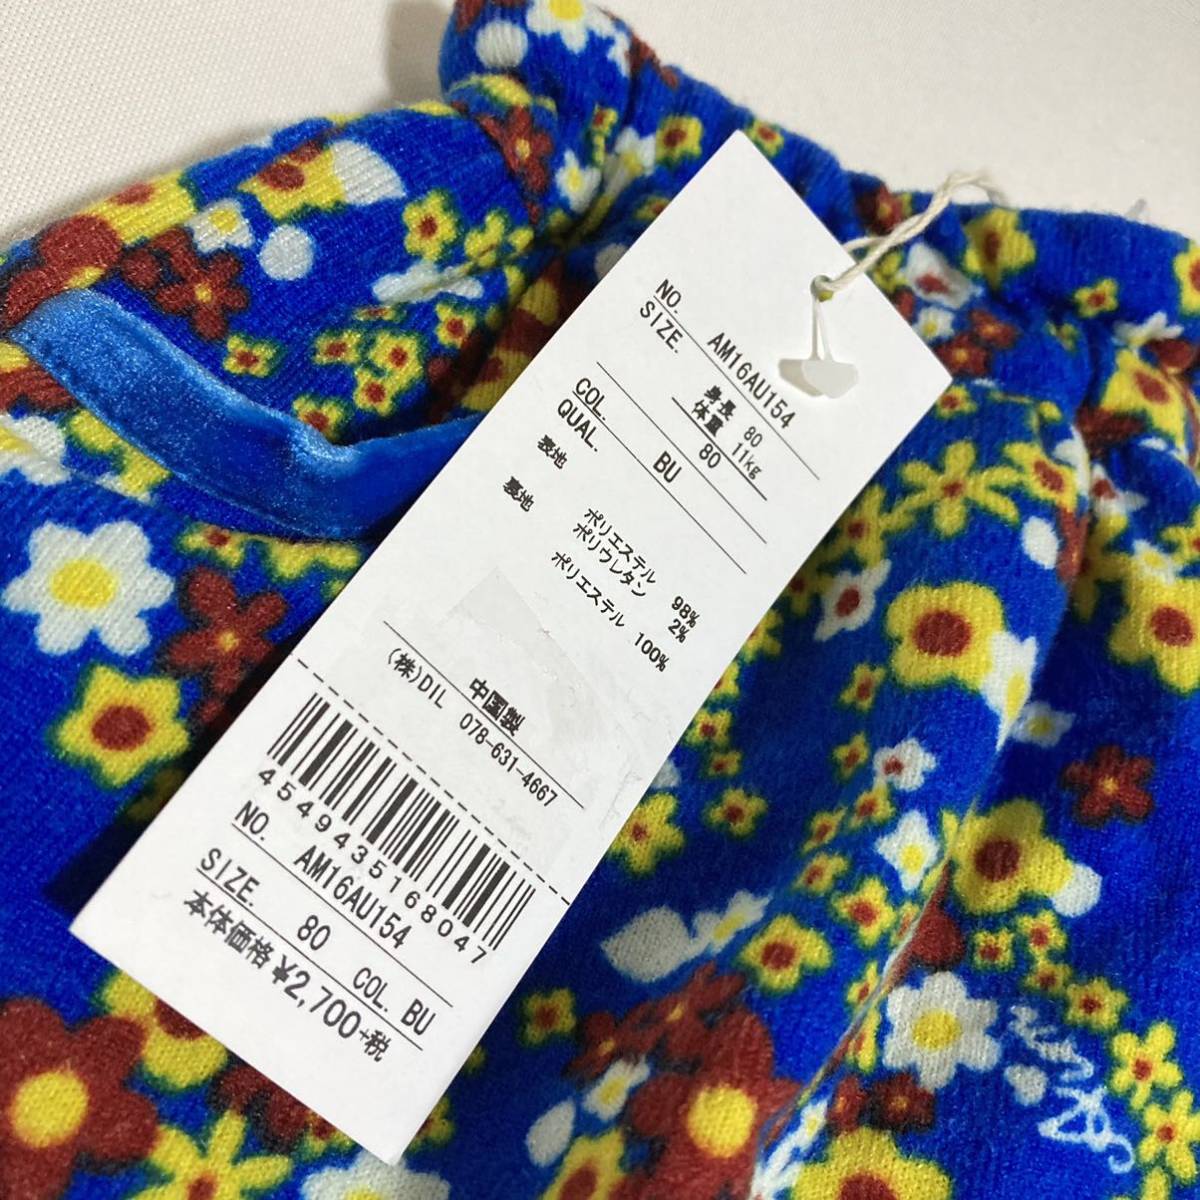 NO. AM16AU154
SIZE. 身長 80
体重 11kg
80
COL. BU
QUAL.
表地 ポリエステル 98%
ポリウレタン 2%
裏地 ポリエステル 100%
中国製
(株)DIL 078-631-4667
4549435168047
NO. AM16AU154
SIZE. 80 COL. BU
本体価格 ¥2,700+税